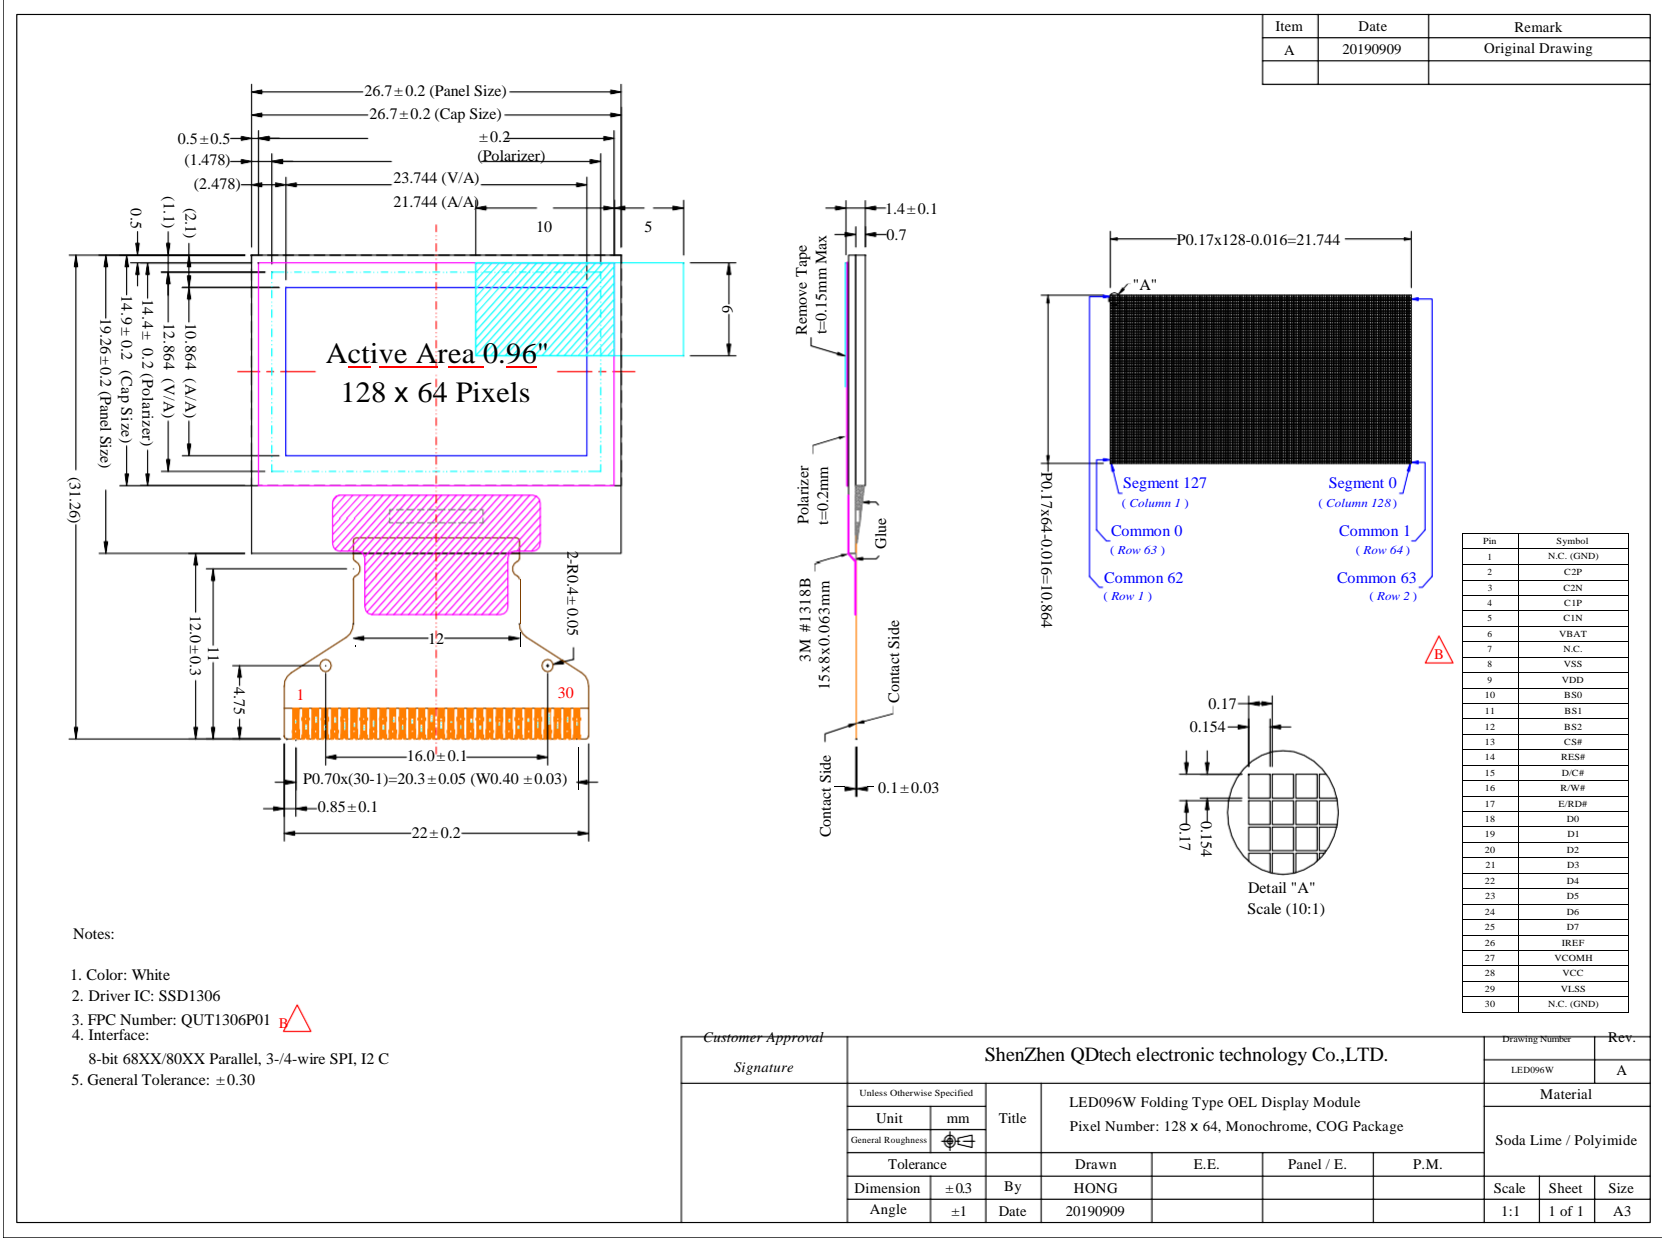 Item Date Remark
A 20190909 Original Drawing
26.7±0.2 (Panel Size)
26.7±0.2 (Cap Size)
0.5±0.5
±0.2
(Polarizer)
(1.478)
23.744 (V/A)
(2.478)
21.744 (A/A)
10
5
0.5
(1.1)
(2.1)
9
(31.26)
19.26±0.2 (Panel Size)
14.9±0.2 (Cap Size)
14.4± 0.2 (Polarizer)
12.864 (V/A)
10.864 (A/A)
Active Area 0.96"
128 x 64 Pixels
2-R0.4±0.05
12
12.0±0.3
11
4.75
1
30
16.0±0.1
P0.70x(30-1)=20.3±0.05 (W0.40 ±0.03)
0.85±0.1
22±0.2
1.4±0.1
0.7
Remove Tape
t=0.15mm Max
Polarizer
t=0.2mm
Glue
3M #1318B
15x8x0.063mm
Contact Side
Contact Side
0.1±0.03
P0.17x128-0.016=21.744
"A"
P0.17x64-0.016=10.864
Segment 127
( Column 1 )
Segment 0
( Column 128 )
Common 0
( Row 63 )
Common 1
( Row 64 )
Common 62
( Row 1 )
Common 63
( Row 2 )
B
0.17
0.154
0.17
0.154
Detail "A"
Scale (10:1)
Pin Symbol
1 N.C. (GND)
2 C2P
3 C2N
4 C1P
5 C1N
6 VBAT
7 N.C.
8 VSS
9 VDD
10 BS0
11 BS1
12 BS2
13 CS#
14 RES#
15 D/C#
16 R/W#
17 E/RD#
18 D0
19 D1
20 D2
21 D3
22 D4
23 D5
24 D6
25 D7
26 IREF
27 VCOMH
28 VCC
29 VLSS
30 N.C. (GND)
Notes:
1. Color: White
2. Driver IC: SSD1306
3. FPC Number: QUT1306P01 B
4. Interface:
8-bit 68XX/80XX Parallel, 3-/4-wire SPI, I2 C
5. General Tolerance: ±0.30
Customer Approval
Signature
ShenZhen QDtech electronic technology Co.,LTD.
Drawing Number Rev.
LED096W A
Unless Otherwise Specified
Unit mm
General Roughness
Title
LED096W Folding Type OEL Display Module
Pixel Number: 128 x 64, Monochrome, COG Package
Material
Soda Lime / Polyimide
Tolerance Drawn E.E. Panel / E. P.M.
Dimension ±0.3 By HONG Scale Sheet Size
Angle ±1 Date 20190909 1:1 1 of 1 A3